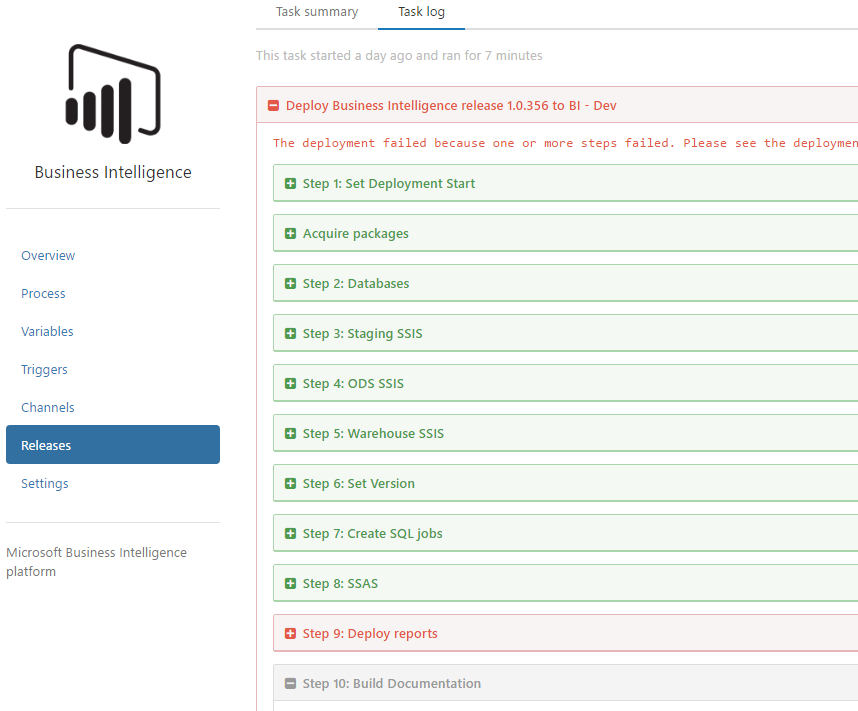 Task summary
Task log
This task started a day ago and ran for 7 minutes
Business Intelligence
Overview
Process
Variables
Triggers
Channels
Releases
Settings
Microsoft Business Intelligence
platform
Deploy Business Intelligence release 1.0.356 to BI - Dev
The deployment failed because one or more steps failed. Please see the deploymen
Step 1: Set Deployment Start
Acquire packages
Step 2: Databases
Step 3: Staging SSIS
Step 4: ODS SSIS
Step 5: Warehouse SSIS
Step 6: Set Version
Step 7: Create SQL jobs
Step 8: SSAS
Step 9: Deploy reports
Step 10: Build Documentation